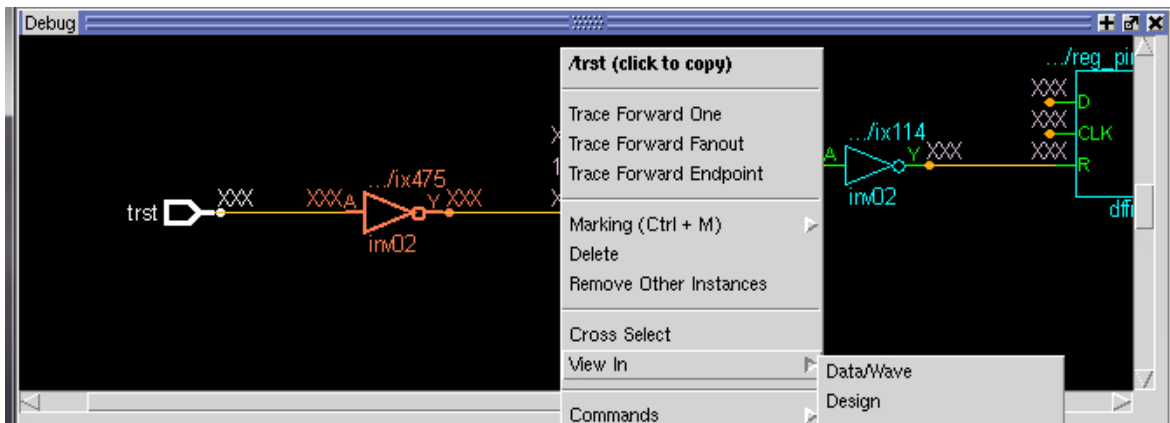 Debug
/trst (click to copy)
Trace Forward One
Trace Forward Fanout
Trace Forward Endpoint
Marking (Ctrl + M)
Delete
Remove Other Instances
Cross Select
View In
Commands
Data/Wave
Design
trst
XXX
XXX
A
.../ix475
Y
XXX
inv02
A
.../ix114
Y
XXX
inv02
.../reg_pi
XXX
D
XXX
CLK
XXX
R
dff